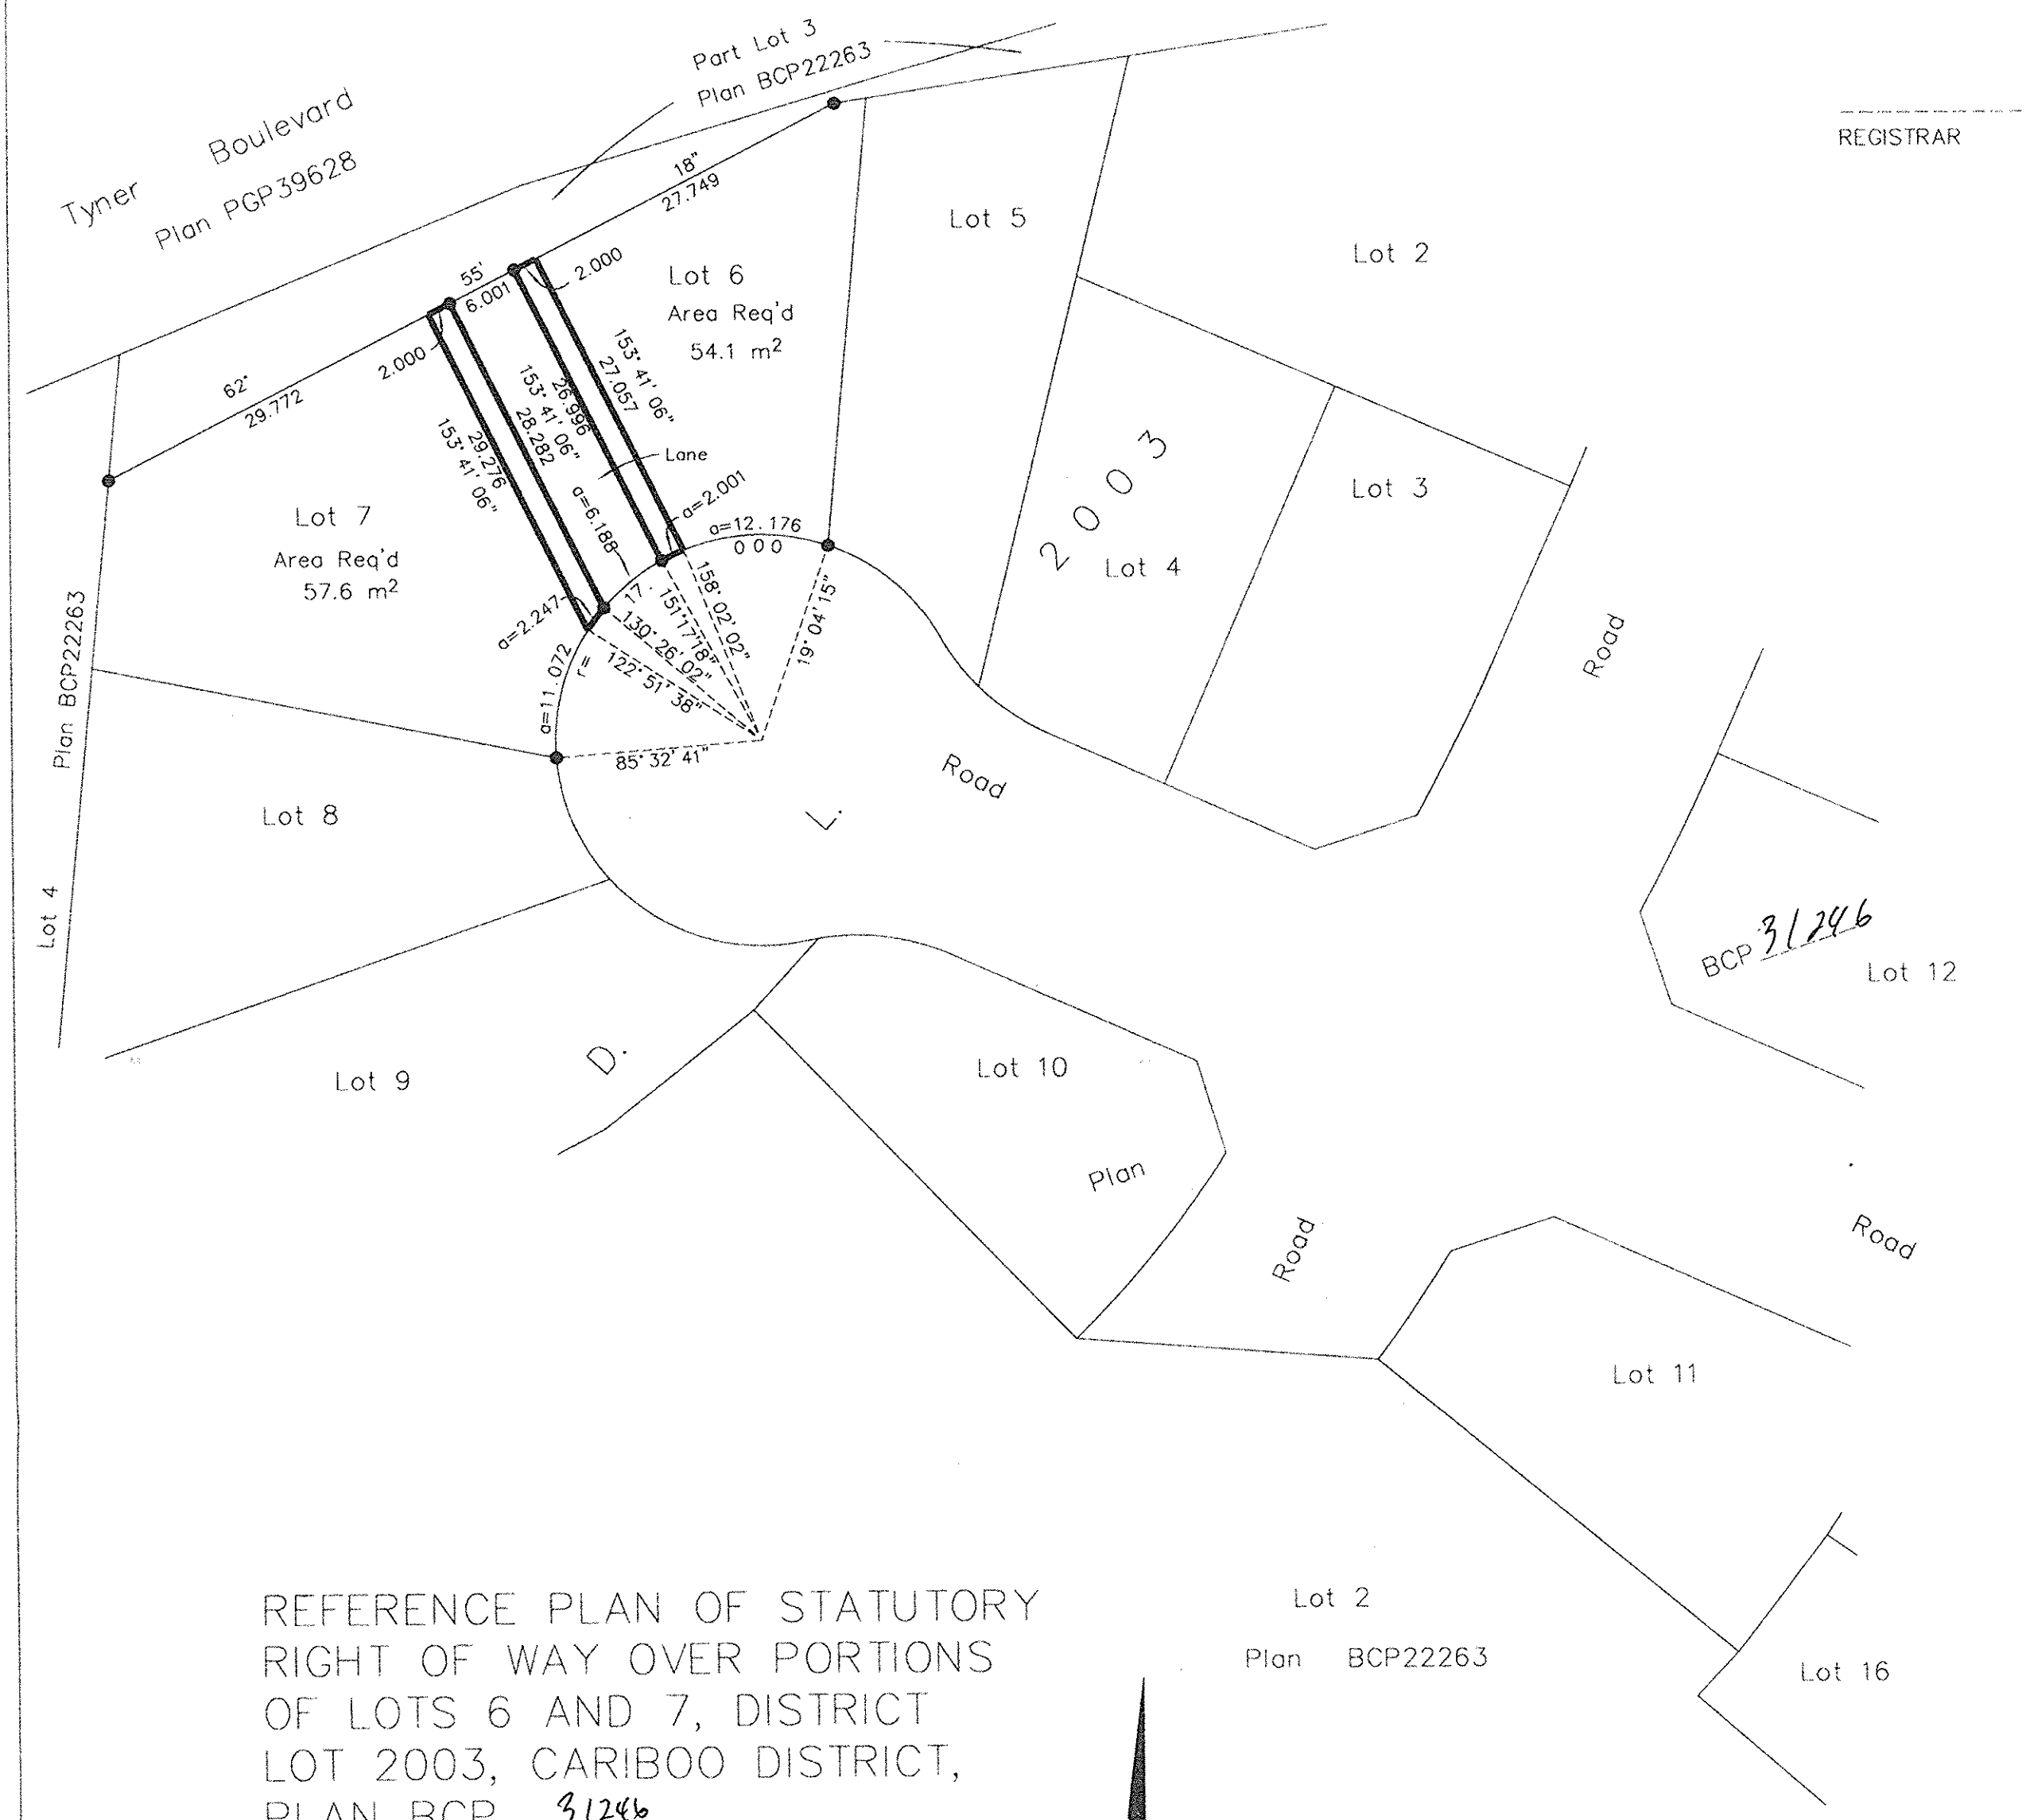 Part Lot 3
Plan BCP22263
Tyner Boulevard
Plan PGP39628
REGISTRAR
18"
27.749
55'
6.001
2.000
2.000
62°
29.772
Lot 6
Area Req'd
54.1 m²
Lot 5
Lot 2
153° 41' 06"
27.057
26.996
153° 41' 06"
28.282
29.276
153° 41' 06"
Lane
a=6.188
a=2.001
a=12.176
000
Lot 7
Area Req'd
57.6 m²
2003
Lot 3
Lot 4
Road
a=2.247
a=11.072
r=
17.
158° 02' 02"
151°17'18"
130° 26' 02"
122° 51' 38"
19° 04' 15"
85° 32' 41"
Plan BCP22263
Lot 4
Lot 8
L.
Road
BCP 31246
Lot 12
Lot 9
D.
Lot 10
Plan
Road
Road
Lot 11
Lot 2
Plan BCP22263
Lot 16
REFERENCE PLAN OF STATUTORY
RIGHT OF WAY OVER PORTIONS
OF LOTS 6 AND 7, DISTRICT
LOT 2003, CARIBOO DISTRICT,
PLAN BCP 31246